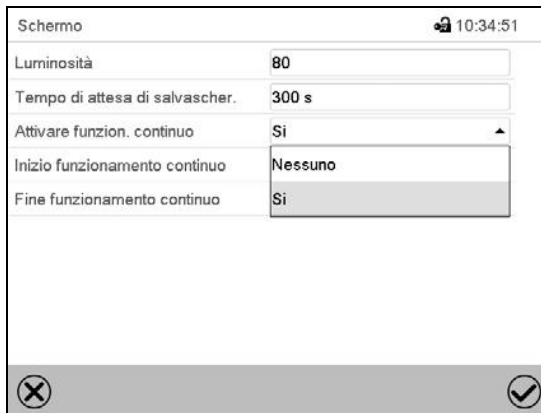 Schermo 10:34:51
Luminosità 80
Tempo di attesa di salvascher. 300 s
Attivare funzion. continuo Si
Inizio funzionamento continuo Nessuno
Fine funzionamento continuo Si